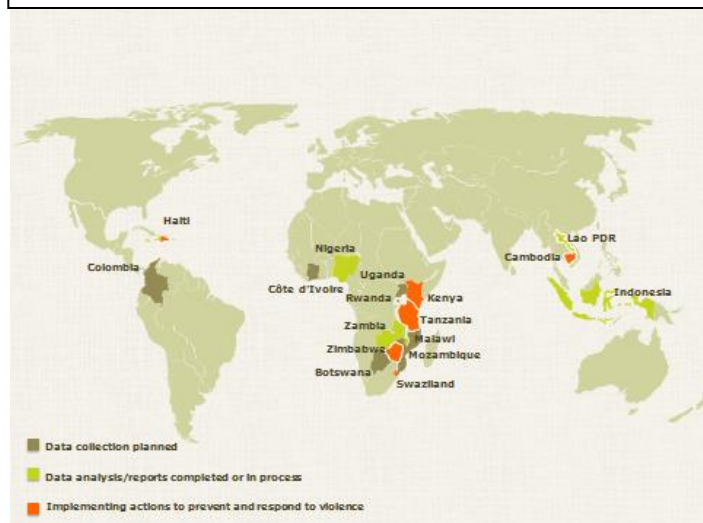 Haiti
Colombia
Nigeria
Côte d'Ivoire
Uganda
Rwanda
Kenya
Tanzania
Zambia
Malawi
Zimbabwe
Mozambique
Botswana
Swaziland
Lao PDR
Cambodia
Indonesia
Data collection planned
Data analysis/reports completed or in process
Implementing actions to prevent and respond to violence